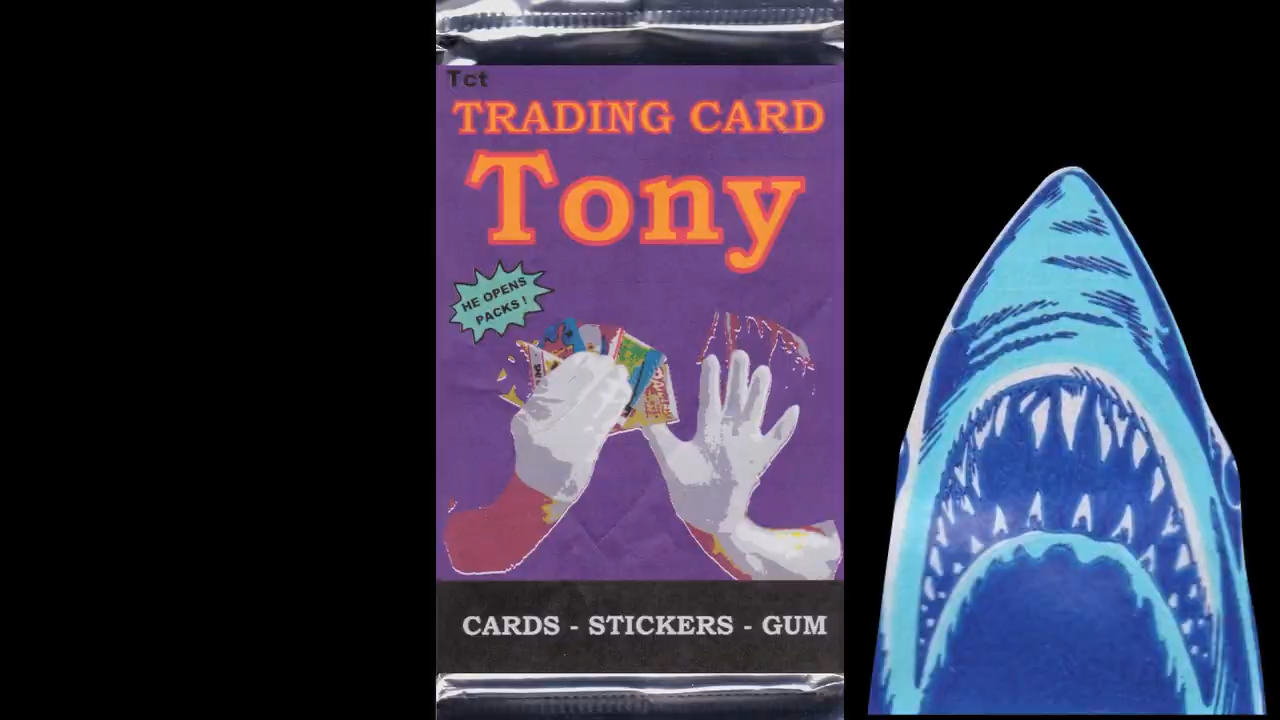 Tct
TRADING CARD
Tony
HE OPENS
PACKS !
CARDS - STICKERS - GUM